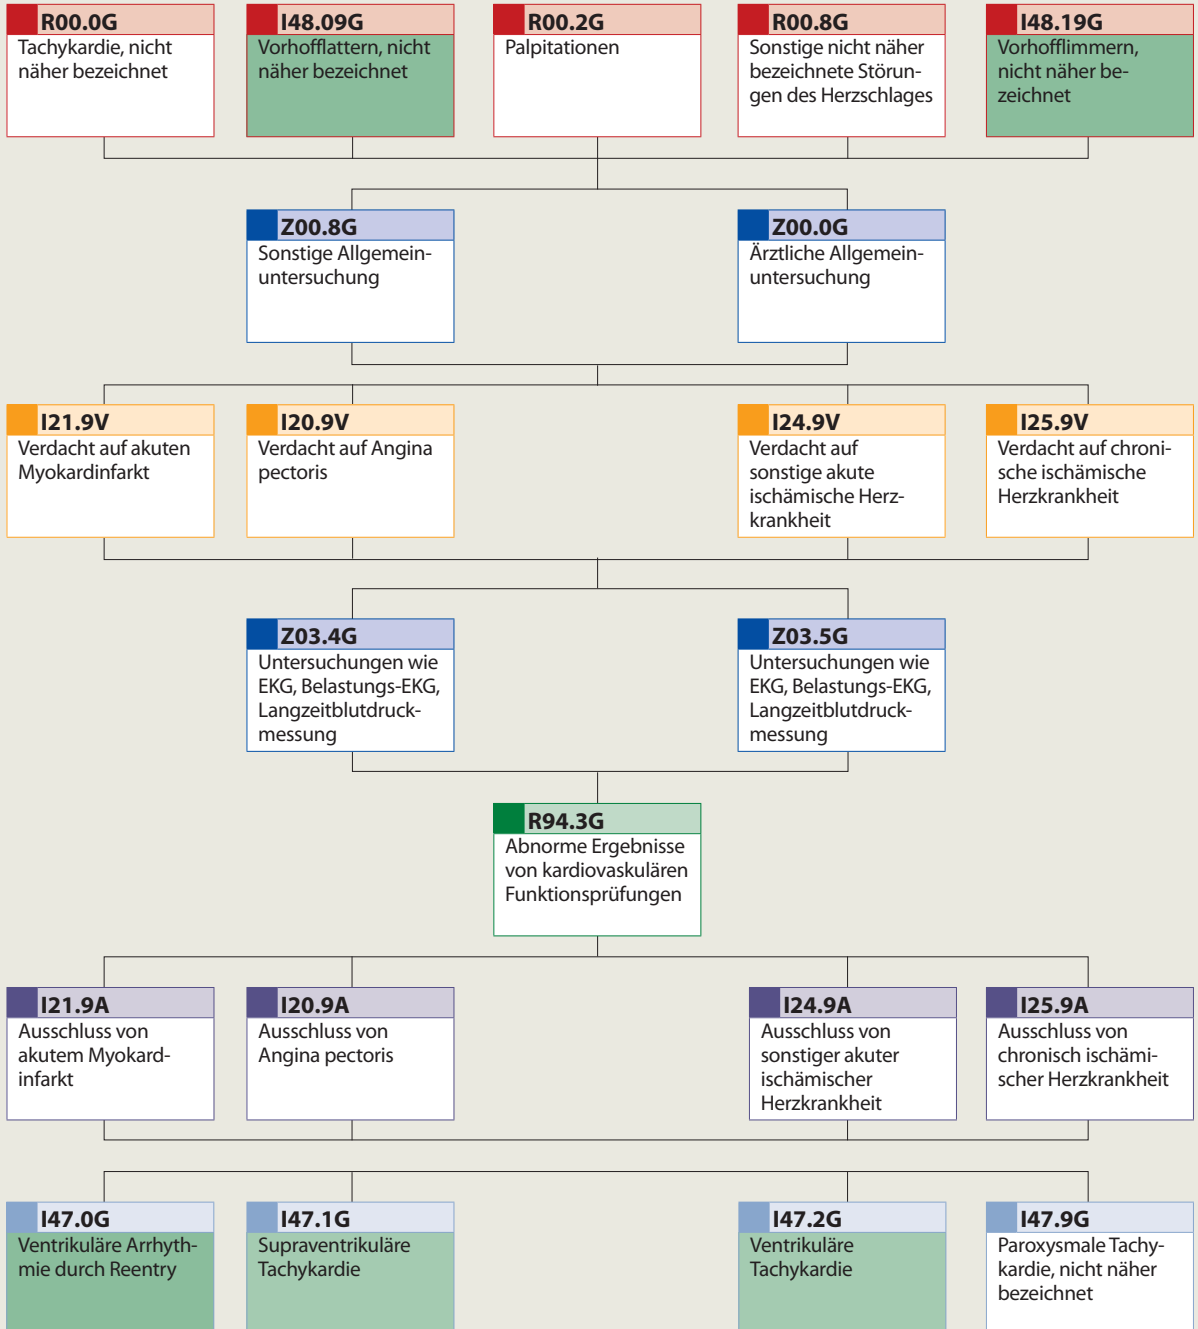 R00.0G
Tachykardie, nicht
näher bezeichnet
I48.09G
Vorhofflattern, nicht
näher bezeichnet
R00.2G
Palpitationen
R00.8G
Sonstige nicht näher
bezeichnete Störun-
gen des Herzschlages
I48.19G
Vorhofflimmern,
nicht näher be-
zeichnet
Z00.8G
Sonstige Allgemein-
untersuchung
Z00.0G
Ärztliche Allgemein-
untersuchung
I21.9V
Verdacht auf akuten
Myokardinfarkt
I20.9V
Verdacht auf Angina
pectoris
I24.9V
Verdacht auf
sonstige akute
ischämische Herz-
krankheit
I25.9V
Verdacht auf chroni-
sche ischämische
Herzkrankheit
Z03.4G
Untersuchungen wie
EKG, Belastungs-EKG,
Langzeitblutdruck-
messung
Z03.5G
Untersuchungen wie
EKG, Belastungs-EKG,
Langzeitblutdruck-
messung
R94.3G
Abnorme Ergebnisse
von kardiovaskulären
Funktionsprüfungen
I21.9A
Ausschluss von
akutem Myokard-
infarkt
I20.9A
Ausschluss von
Angina pectoris
I24.9A
Ausschluss von
sonstiger akuter
ischämischer
Herzkrankheit
I25.9A
Ausschluss von
chronisch ischämi-
scher Herzkrankheit
I47.0G
Ventrikuläre Arrhyth-
mie durch Reentry
I47.1G
Supraventrikuläre
Tachykardie
I47.2G
Ventrikuläre
Tachykardie
I47.9G
Paroxysmale Tachy-
kardie, nicht näher
bezeichnet